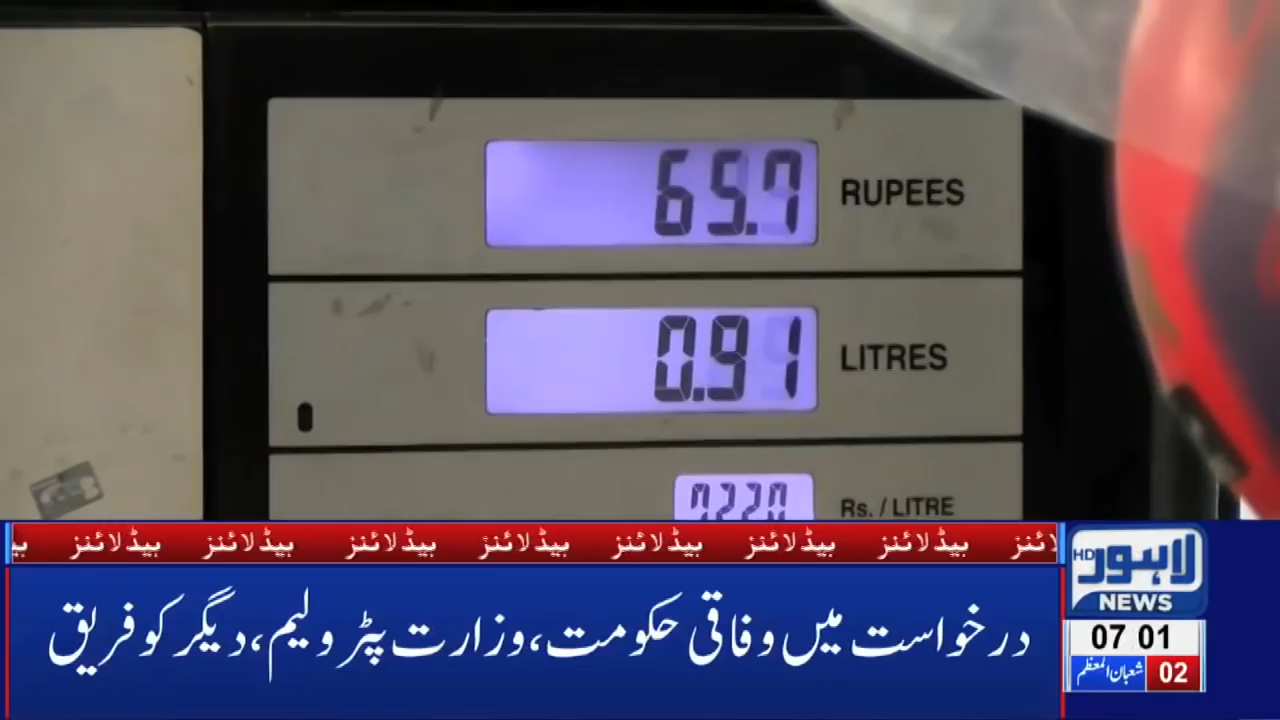 65.7 RUPEES
0.91 LITRES
Rs. / LITRE
ہیڈلائنز ہیڈلائنز ہیڈلائنز ہیڈلائنز ہیڈلائنز ہیڈلائنز ہیڈلائنز
درخواست میں وفاقی حکومت، وزارت پٹرولیم، دیگر کو فریق
لاہور HD
NEWS
07 01
شعبان المعظم 02